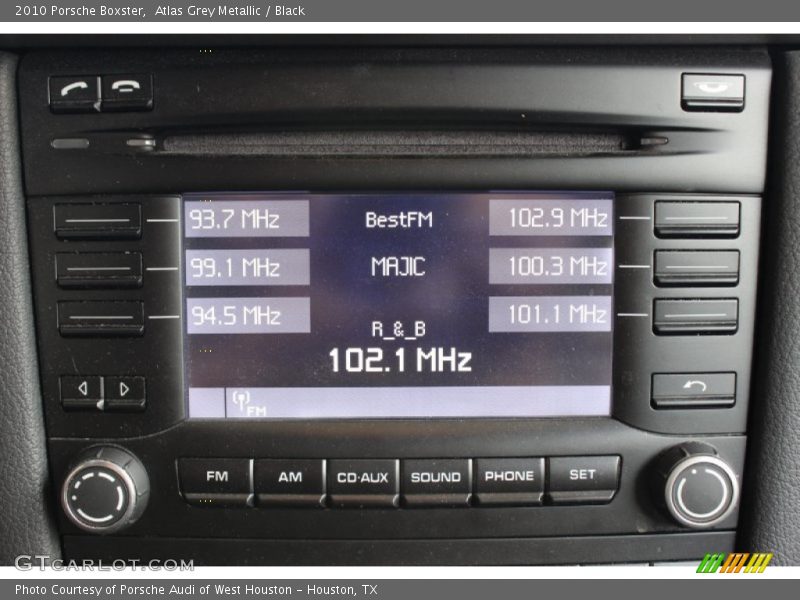 2010 Porsche Boxster,  Atlas Grey Metallic / Black
93.7 MHz
BestFM
102.9 MHz
99.1 MHz
MAJIC
100.3 MHz
94.5 MHz
101.1 MHz
R_&_B
102.1 MHz
FM
FM
AM
CD·AUX
SOUND
PHONE
SET
GTCARLOT.COM
Photo Courtesy of Porsche Audi of West Houston – Houston, TX